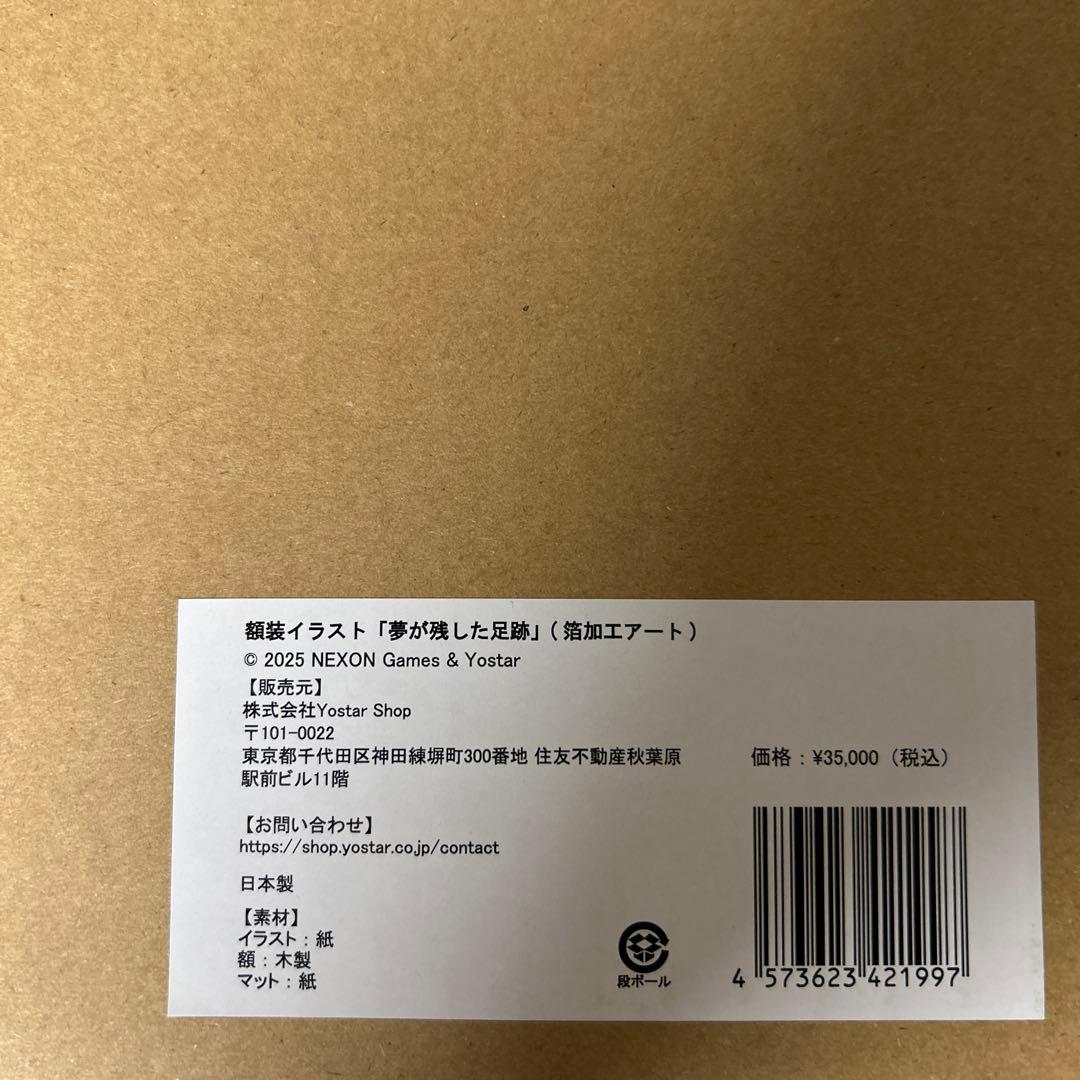 額装イラスト「夢が残した足跡」(箔加工アート)
© 2025 NEXON Games & Yostar
【販売元】
株式会社Yostar Shop
〒101-0022
東京都千代田区神田練塀町300番地 住友不動産秋葉原
駅前ビル11階
価格：¥35,000（税込）
【お問い合わせ】
https://shop.yostar.co.jp/contact
日本製
【素材】
イラスト：紙
額：木製
マット：紙
段ボール
4 573623 421997